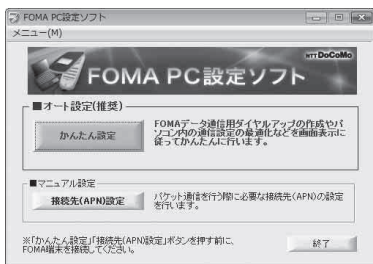 FOMA PC設定ソフト
メニュー(M)
NTT DoCoMo
FOMA PC設定ソフト
■オート設定(推奨)
かんたん設定
FOMAデータ通信用ダイヤルアップの作成やパ
ソコン内の通信設定の最適化などを画面表示に
従ってかんたんに行います。
■マニュアル設定
接続先(APN)設定
パケット通信を行う際に必要な接続先(APN)の設定
を行います。
※「かんたん設定」「接続先(APN)設定」ボタンを押す前に、
FOMA端末を接続してください。
終了